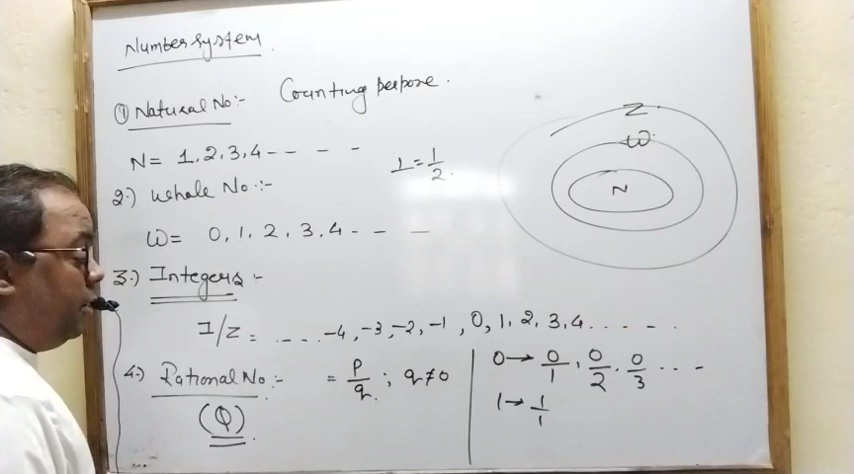 Number system
① Natural No:- Counting perpose.
N = 1, 2, 3, 4 - - - - -
1 = 1/2.
2.) Whole No.:-
W = 0, 1, 2, 3, 4 - - -
3.) Integers :-
I/Z = .... -4, -3, -2, -1, 0, 1, 2, 3, 4.... - .
4.) Rational No.:- = p/q ; q≠0
(Q)
0 → 0/1, 0/2, 0/3 ... -
1 → 1/1
Z
W
N